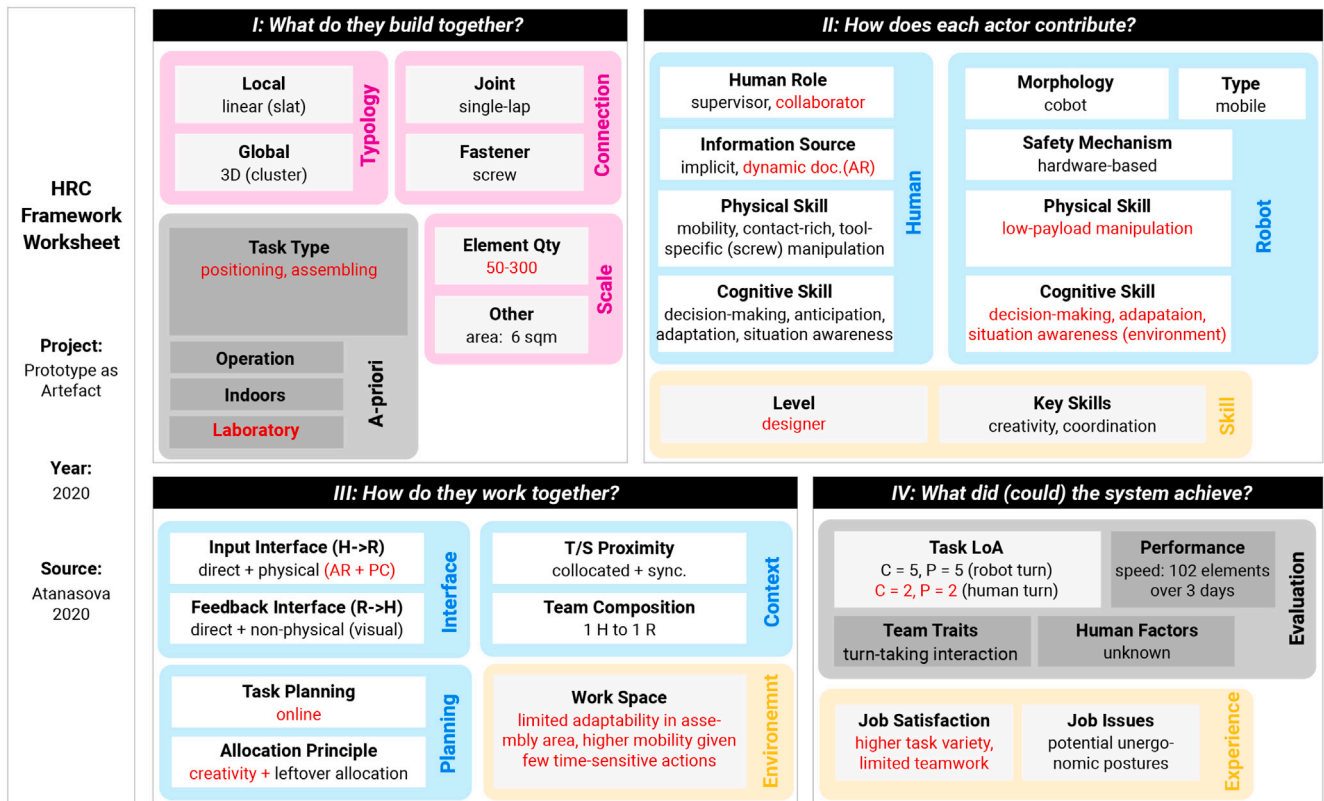 HRC
Framework
Worksheet
Project:
Prototype as
Artefact
Year:
2020
Source:
Atanasova
2020
I: What do they build together?
Local
linear (slat)
Global
3D (cluster)
Typology
Joint
single-lap
Fastener
screw
Connection
Task Type
positioning, assembling
Operation
Indoors
Laboratory
A-priori
Element Qty
50-300
Other
area: 6 sqm
Scale
II: How does each actor contribute?
Human Role
supervisor, collaborator
Information Source
implicit, dynamic doc.(AR)
Physical Skill
mobility, contact-rich, tool-
specific (screw) manipulation
Cognitive Skill
decision-making, anticipation,
adaptation, situation awareness
Human
Morphology
cobot
Type
mobile
Safety Mechanism
hardware-based
Physical Skill
low-payload manipulation
Cognitive Skill
decision-making, adapataion,
situation awareness (environment)
Robot
Level
designer
Key Skills
creativity, coordination
Skill
III: How do they work together?
Input Interface (H->R)
direct + physical (AR + PC)
Feedback Interface (R->H)
direct + non-physical (visual)
Interface
T/S Proximity
collocated + sync.
Team Composition
1 H to 1 R
Context
Task Planning
online
Allocation Principle
creativity + leftover allocation
Planning
Work Space
limited adaptability in asse-
mbly area, higher mobility given
few time-sensitive actions
Environemnt
IV: What did (could) the system achieve?
Task LoA
C = 5, P = 5 (robot turn)
C = 2, P = 2 (human turn)
Performance
speed: 102 elements
over 3 days
Team Traits
turn-taking interaction
Human Factors
unknown
Evaluation
Job Satisfaction
higher task variety,
limited teamwork
Job Issues
potential unergo-
nomic postures
Experience